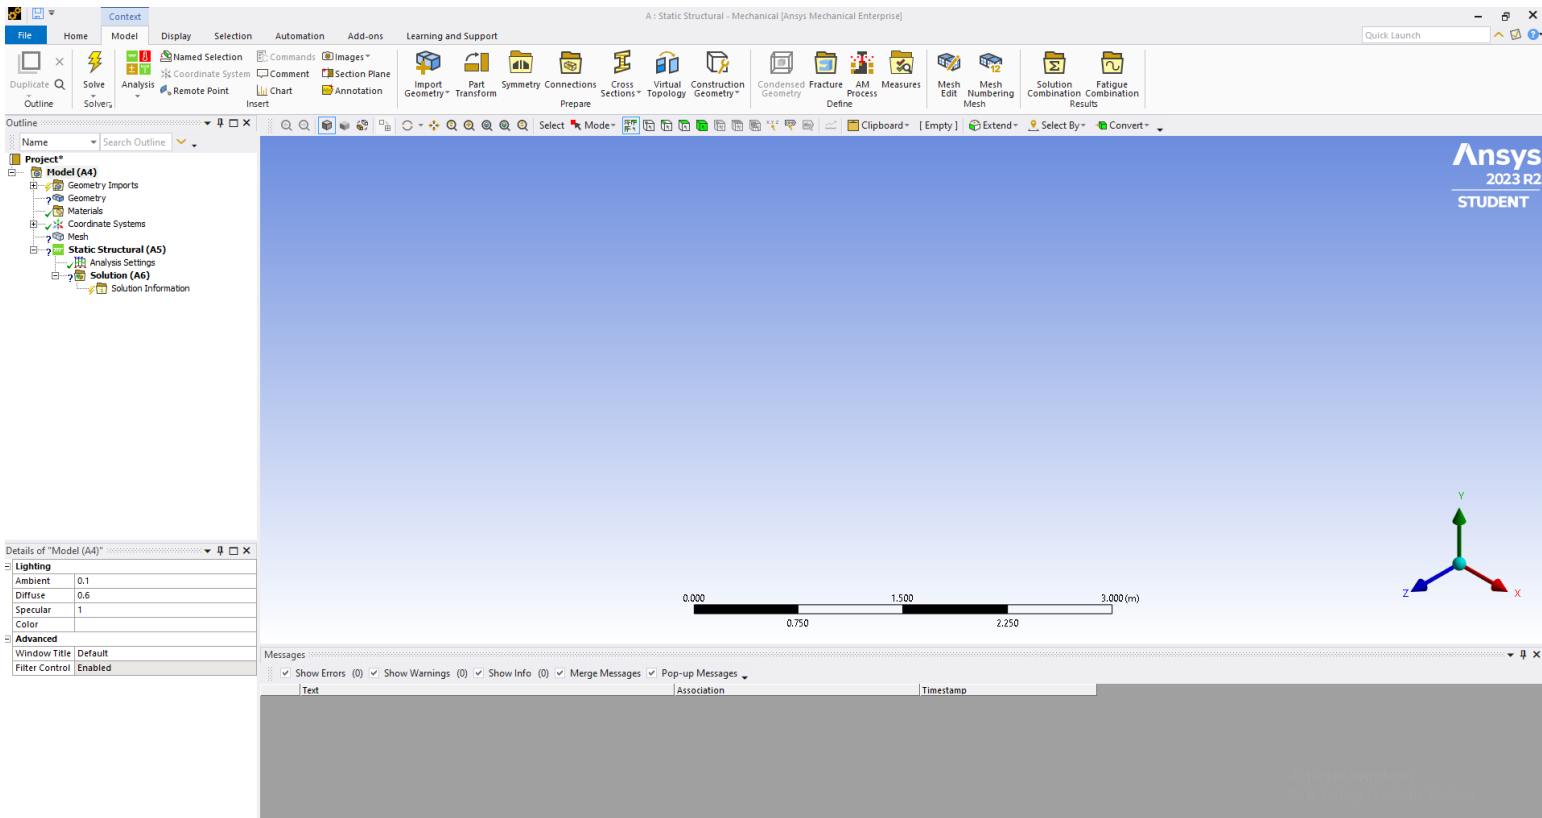 Context
A : Static Structural - Mechanical [Ansys Mechanical Enterprise]
File Home Model Display Selection Automation Add-ons Learning and Support
Quick Launch
Duplicate
Outline
Solve
Solvers
Analysis
Named Selection
Coordinate System
Remote Point
Commands
Comment
Chart
Images
Section Plane
Annotation
Insert
Import Geometry
Part Transform
Symmetry
Connections
Cross Sections
Virtual Topology
Construction Geometry
Prepare
Condensed Geometry
Fracture
AM Process
Measures
Define
Mesh Edit
Mesh Numbering
Mesh
Solution Combination
Fatigue Combination
Results
Outline
Name Search Outline
Select Mode Clipboard [ Empty ] Extend Select By Convert
Project*
Model (A4)
Geometry Imports
Geometry
Materials
Coordinate Systems
Mesh
Static Structural (A5)
Analysis Settings
Solution (A6)
Solution Information
Ansys
2023 R2
STUDENT
Y
Z
X
0.000 1.500 3.000 (m)
0.750 2.250
Details of "Model (A4)"
Lighting
Ambient 0.1
Diffuse 0.6
Specular 1
Color
Advanced
Window Title Default
Filter Control Enabled
Messages
Show Errors (0) Show Warnings (0) Show Info (0) Merge Messages Pop-up Messages
Text Association Timestamp